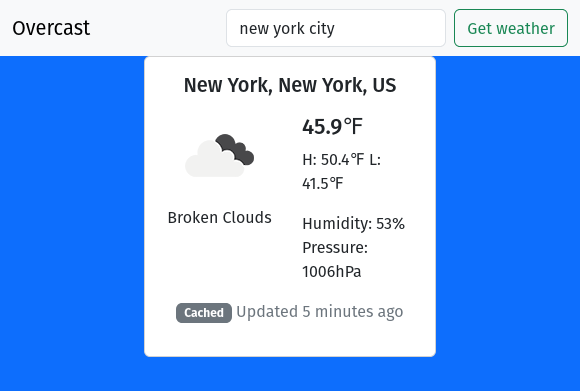 Overcast
new york city
Get weather
New York, New York, US
45.9°F
H: 50.4°F L:
41.5°F
Broken Clouds
Humidity: 53%
Pressure:
1006hPa
Cached Updated 5 minutes ago